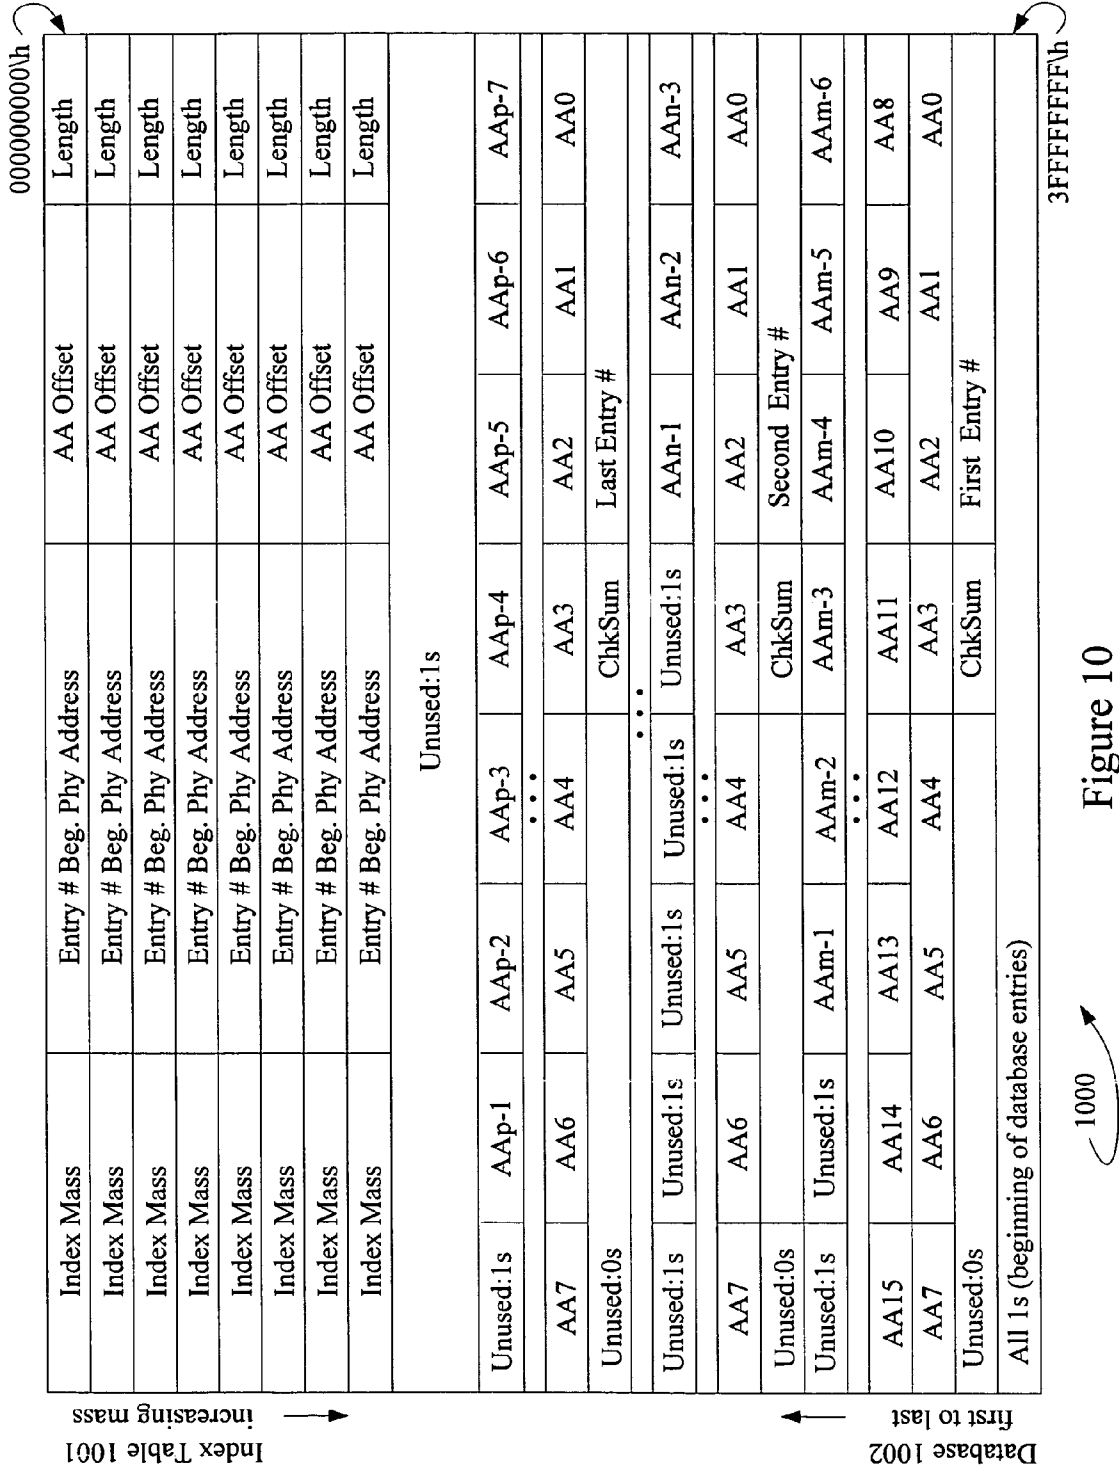 00000000\h
Index Table 1001
increasing mass
Index Mass Entry # Beg. Phy Address AA Offset Length
Index Mass Entry # Beg. Phy Address AA Offset Length
Index Mass Entry # Beg. Phy Address AA Offset Length
Index Mass Entry # Beg. Phy Address AA Offset Length
Index Mass Entry # Beg. Phy Address AA Offset Length
Index Mass Entry # Beg. Phy Address AA Offset Length
Index Mass Entry # Beg. Phy Address AA Offset Length
Index Mass Entry # Beg. Phy Address AA Offset Length
Unused:1s
Unused:1s AAp-1 AAp-2 AAp-3 AAp-4 AAp-5 AAp-6 AAp-7
• • •
AA7 AA6 AA5 AA4 AA3 AA2 AA1 AA0
Unused:0s ChkSum Last Entry #
• • •
Unused:1s Unused:1s Unused:1s Unused:1s Unused:1s AAn-1 AAn-2 AAn-3
• • •
AA7 AA6 AA5 AA4 AA3 AA2 AA1 AA0
Unused:0s ChkSum Second Entry #
Unused:1s Unused:1s AAm-1 AAm-2 AAm-3 AAm-4 AAm-5 AAm-6
• • •
AA15 AA14 AA13 AA12 AA11 AA10 AA9 AA8
AA7 AA6 AA5 AA4 AA3 AA2 AA1 AA0
Unused:0s ChkSum First Entry #
All 1s (beginning of database entries)
Database 1002
first to last
3FFFFFFF\h
1000
Figure 10